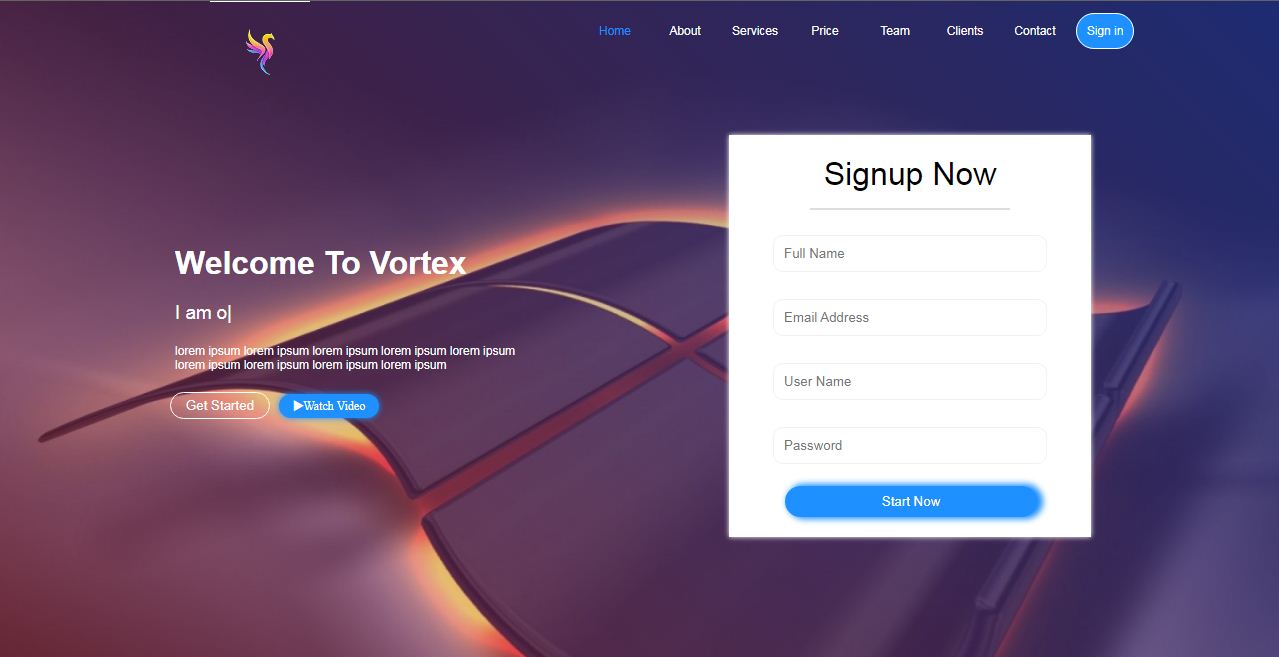 Home About Services Price Team Clients Contact Sign in
Welcome To Vortex
I am o|
lorem ipsum lorem ipsum lorem ipsum lorem ipsum lorem ipsum
lorem ipsum lorem ipsum lorem ipsum lorem ipsum
Get Started ▶Watch Video
Signup Now
Full Name
Email Address
User Name
Password
Start Now